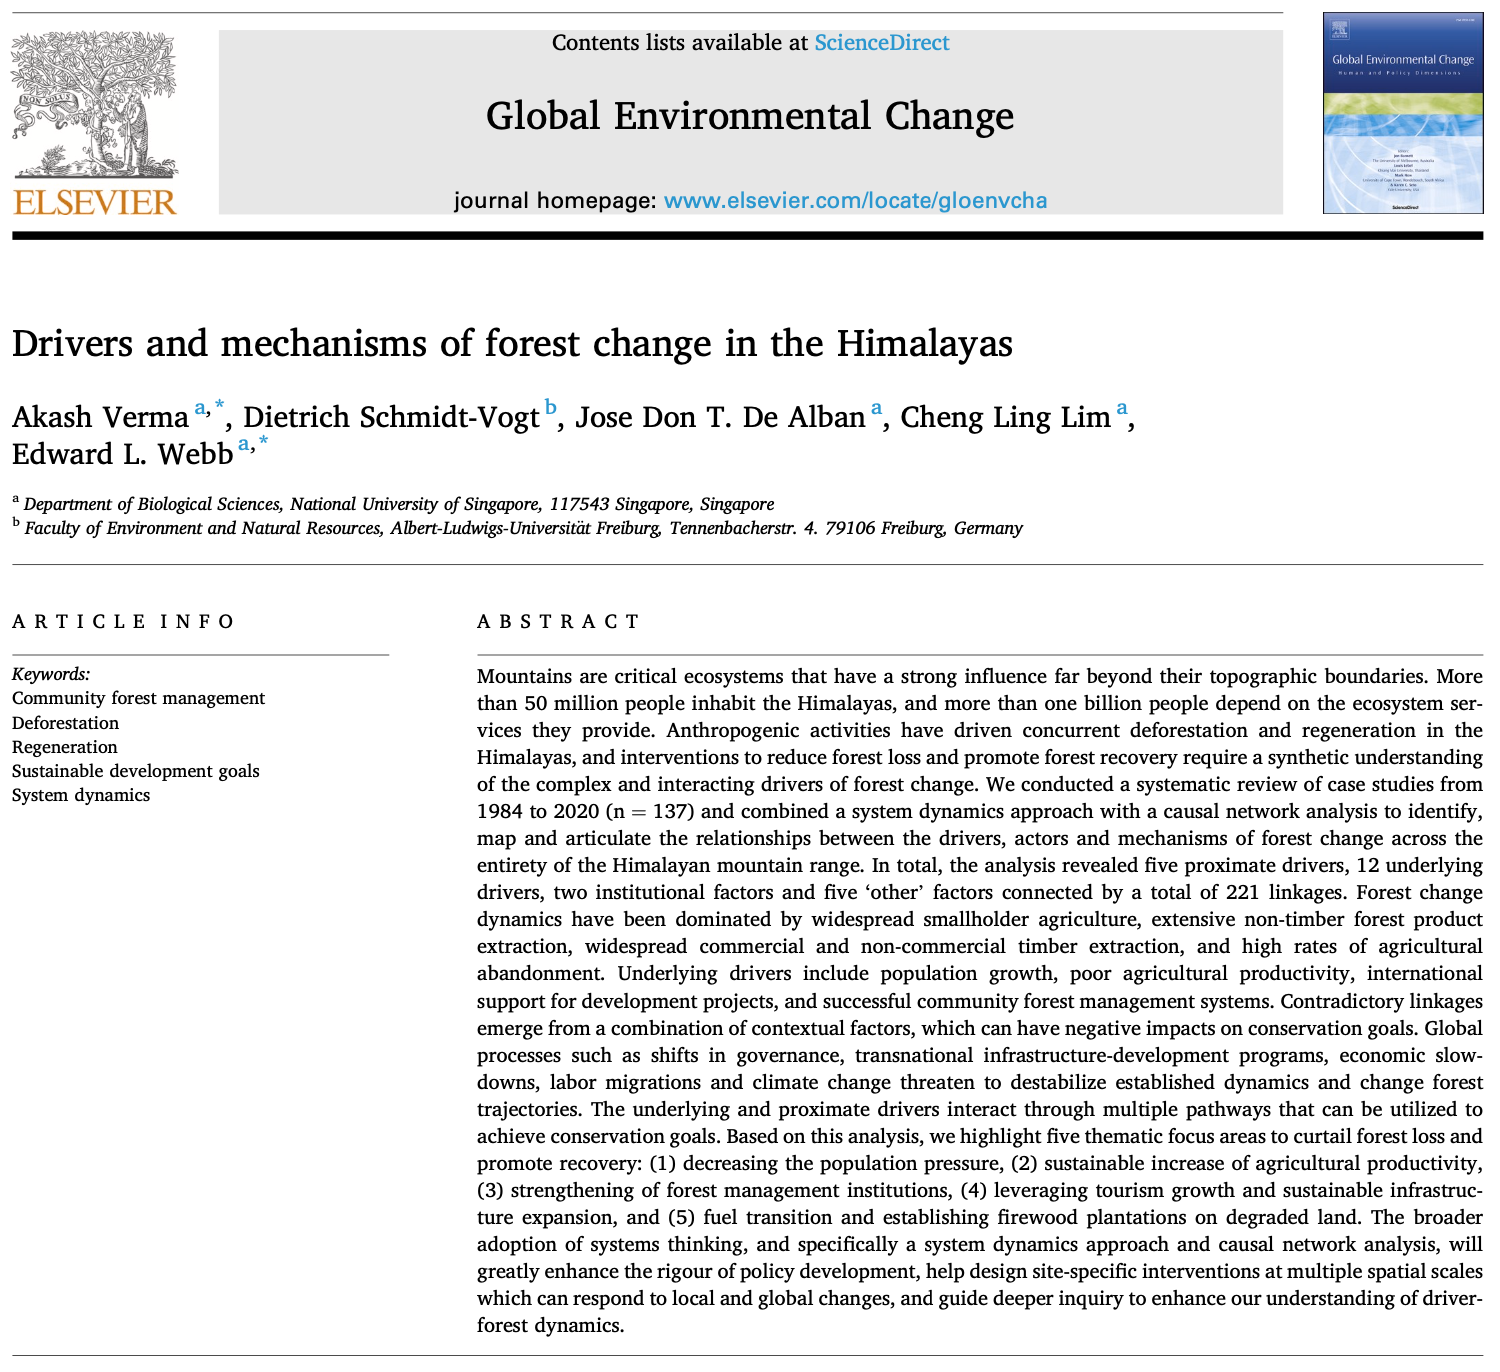 Contents lists available at ScienceDirect
Global Environmental Change
journal homepage: www.elsevier.com/locate/gloenvcha
NON SOLUS
ELSEVIER
Global Environmental Change
Human and Policy Dimensions
ScienceDirect
Drivers and mechanisms of forest change in the Himalayas
Akash Verma a,*, Dietrich Schmidt-Vogt b, Jose Don T. De Alban a, Cheng Ling Lim a,
Edward L. Webb a,*
a Department of Biological Sciences, National University of Singapore, 117543 Singapore, Singapore
b Faculty of Environment and Natural Resources, Albert-Ludwigs-Universität Freiburg, Tennenbacherstr. 4. 79106 Freiburg, Germany
ARTICLE INFO
Keywords:
Community forest management
Deforestation
Regeneration
Sustainable development goals
System dynamics
ABSTRACT
Mountains are critical ecosystems that have a strong influence far beyond their topographic boundaries. More
than 50 million people inhabit the Himalayas, and more than one billion people depend on the ecosystem ser-
vices they provide. Anthropogenic activities have driven concurrent deforestation and regeneration in the
Himalayas, and interventions to reduce forest loss and promote forest recovery require a synthetic understanding
of the complex and interacting drivers of forest change. We conducted a systematic review of case studies from
1984 to 2020 (n = 137) and combined a system dynamics approach with a causal network analysis to identify,
map and articulate the relationships between the drivers, actors and mechanisms of forest change across the
entirety of the Himalayan mountain range. In total, the analysis revealed five proximate drivers, 12 underlying
drivers, two institutional factors and five ‘other’ factors connected by a total of 221 linkages. Forest change
dynamics have been dominated by widespread smallholder agriculture, extensive non-timber forest product
extraction, widespread commercial and non-commercial timber extraction, and high rates of agricultural
abandonment. Underlying drivers include population growth, poor agricultural productivity, international
support for development projects, and successful community forest management systems. Contradictory linkages
emerge from a combination of contextual factors, which can have negative impacts on conservation goals. Global
processes such as shifts in governance, transnational infrastructure-development programs, economic slow-
downs, labor migrations and climate change threaten to destabilize established dynamics and change forest
trajectories. The underlying and proximate drivers interact through multiple pathways that can be utilized to
achieve conservation goals. Based on this analysis, we highlight five thematic focus areas to curtail forest loss and
promote recovery: (1) decreasing the population pressure, (2) sustainable increase of agricultural productivity,
(3) strengthening of forest management institutions, (4) leveraging tourism growth and sustainable infrastruc-
ture expansion, and (5) fuel transition and establishing firewood plantations on degraded land. The broader
adoption of systems thinking, and specifically a system dynamics approach and causal network analysis, will
greatly enhance the rigour of policy development, help design site-specific interventions at multiple spatial scales
which can respond to local and global changes, and guide deeper inquiry to enhance our understanding of driver-
forest dynamics.